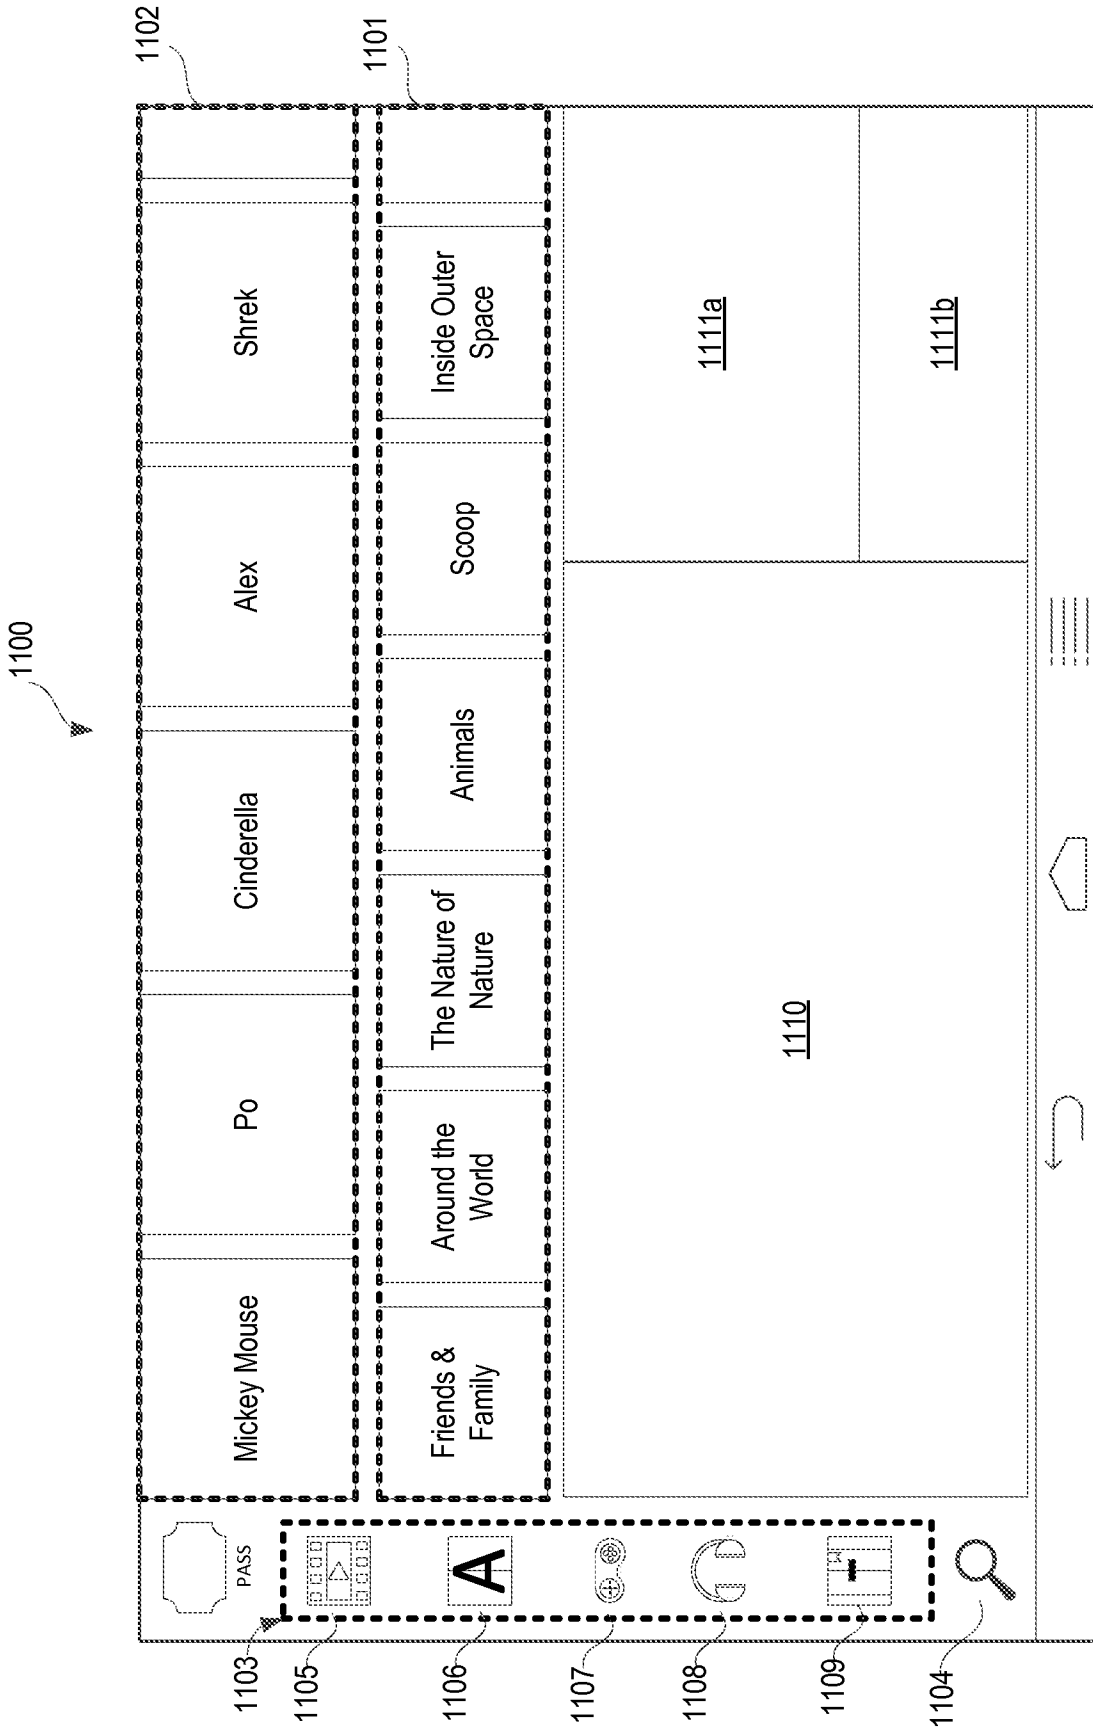 1100
1102
Mickey Mouse
Po
Cinderella
Alex
Shrek
1101
Friends &
Family
Around the
World
The Nature of
Nature
Animals
Scoop
Inside Outer
Space
PASS
1103
1105
1106
A
1107
1108
1109
1104
1110
1111a
1111b